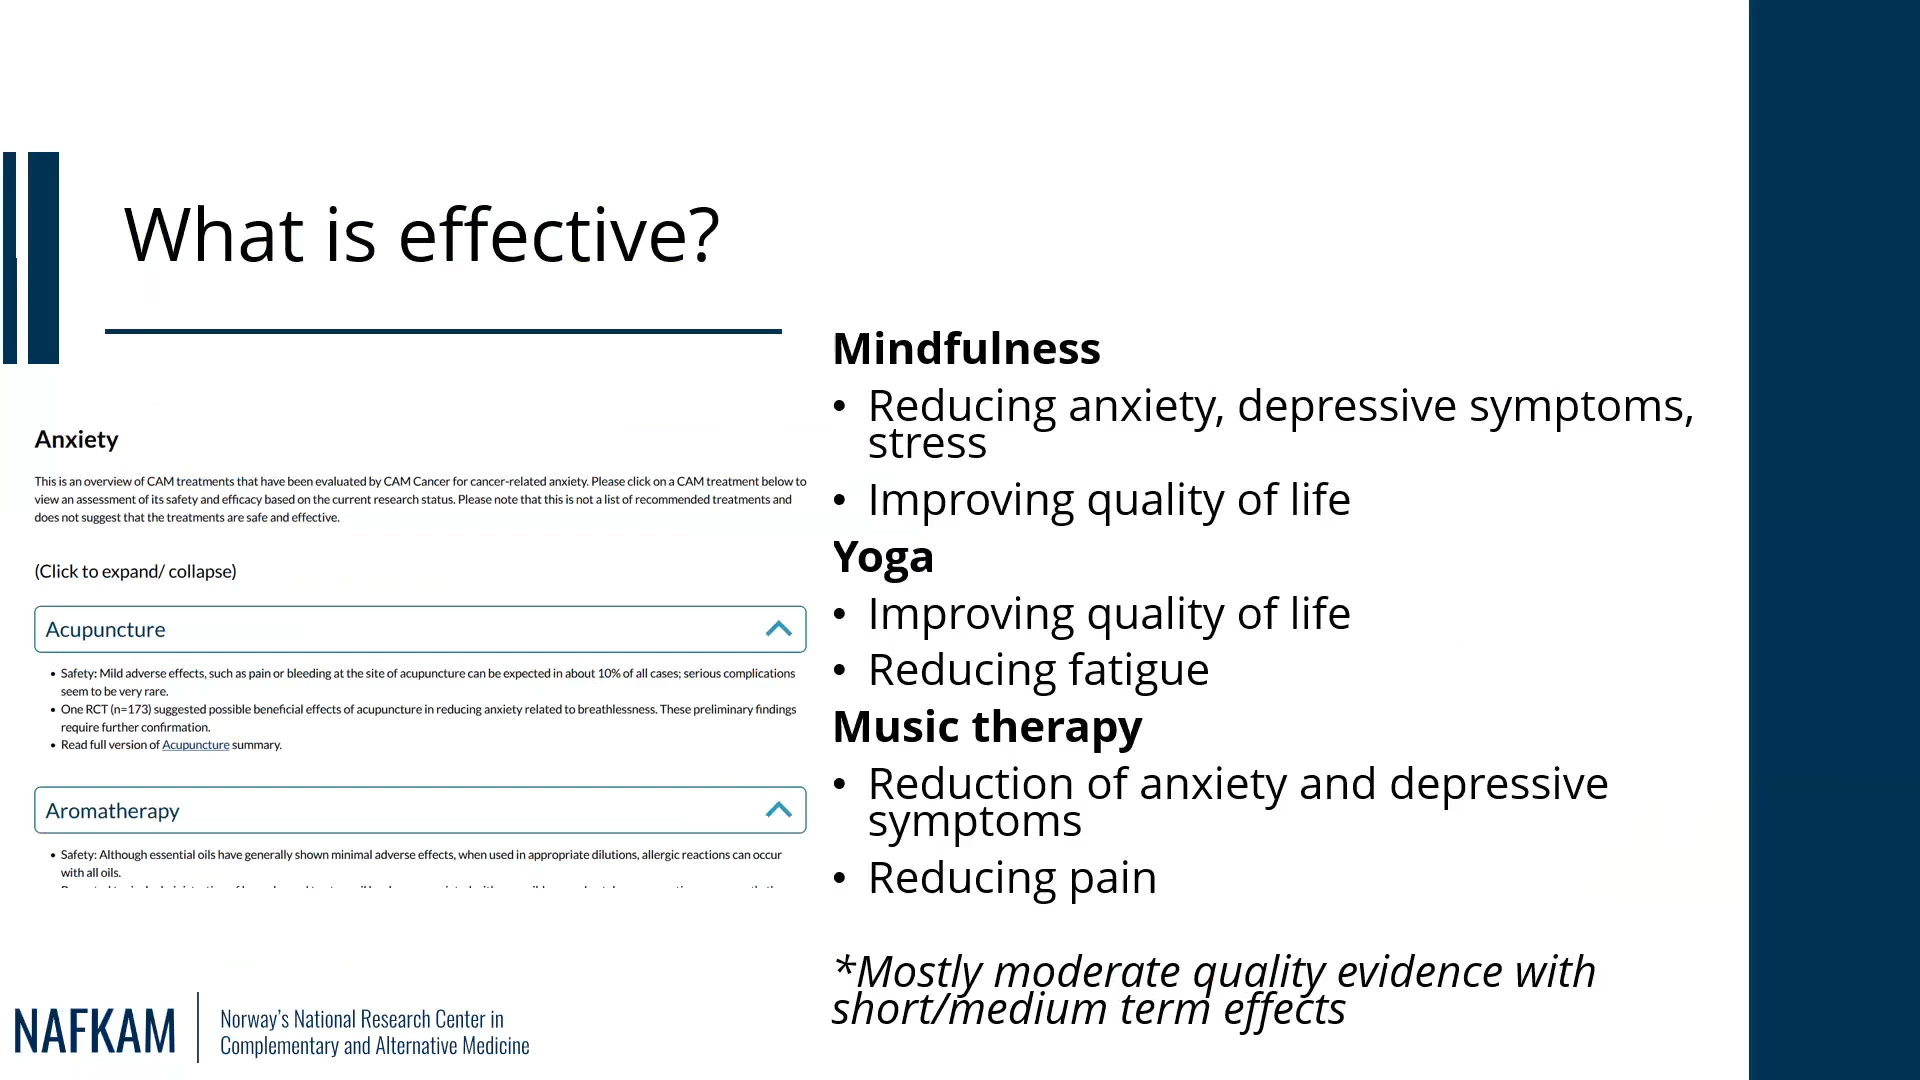 What is effective?
Anxiety
This is an overview of CAM treatments that have been evaluated by CAM Cancer for cancer-related anxiety. Please click on a CAM treatment below to
view an assessment of its safety and efficacy based on the current research status. Please note that this is not a list of recommended treatments and
does not suggest that the treatments are safe and effective.
(Click to expand/ collapse)
Acupuncture
• Safety: Mild adverse effects, such as pain or bleeding at the site of acupuncture can be expected in about 10% of all cases; serious complications
seem to be very rare.
• One RCT (n=173) suggested possible beneficial effects of acupuncture in reducing anxiety related to breathlessness. These preliminary findings
require further confirmation.
• Read full version of Acupuncture summary.
Aromatherapy
• Safety: Although essential oils have generally shown minimal adverse effects, when used in appropriate dilutions, allergic reactions can occur
with all oils.
Mindfulness
• Reducing anxiety, depressive symptoms,
stress
• Improving quality of life
Yoga
• Improving quality of life
• Reducing fatigue
Music therapy
• Reduction of anxiety and depressive
symptoms
• Reducing pain
*Mostly moderate quality evidence with
short/medium term effects
NAFKAM
Norway's National Research Center in
Complementary and Alternative Medicine